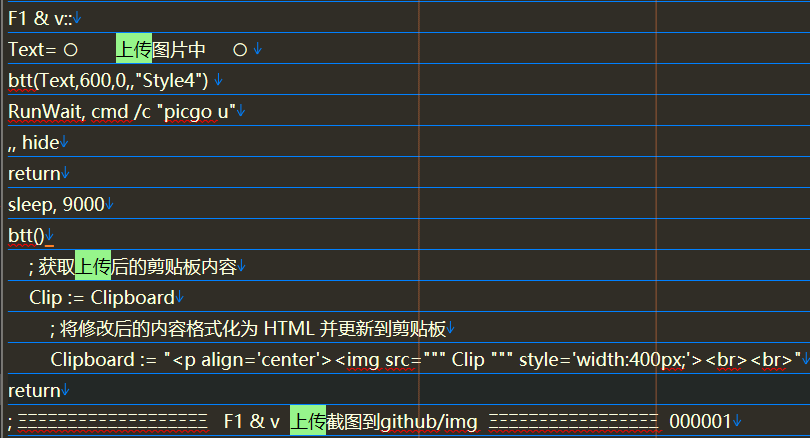 F1 & v::↓
Text= ○ 上传图片中 ○ ↓
btt(Text,600,0,,"Style4") ↓
RunWait, cmd /c "picgo u"↓
,, hide↓
return↓
sleep, 9000↓
btt()↓
; 获取上传后的剪贴板内容↓
Clip := Clipboard↓
; 将修改后的内容格式化为 HTML 并更新到剪贴板↓
Clipboard := "<p align='center'><img src=""" Clip """ style='width:400px;'><br><br>"↓
return↓
; ΞΞΞΞΞΞΞΞΞΞΞΞΞΞΞΞΞΞΞ F1 & v 上传截图到github/img ΞΞΞΞΞΞΞΞΞΞΞΞΞΞΞΞΞ 000001↓